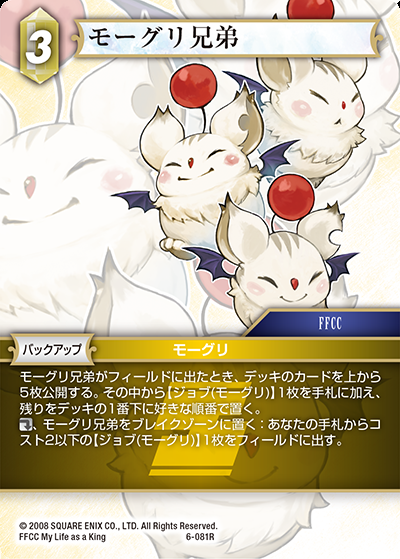 3
モーグリ兄弟
FFCC
バックアップ
モーグリ
モーグリ兄弟がフィールドに出たとき、デッキのカードを上から
5枚公開する。その中から【ジョブ(モーグリ)】1枚を手札に加え、
残りをデッキの1番下に好きな順番で置く。
、モーグリ兄弟をブレイクゾーンに置く：あなたの手札からコ
スト2以下の【ジョブ(モーグリ)】1枚をフィールドに出す。
© 2008 SQUARE ENIX CO., LTD. All Rights Reserved.
FFCC My Life as a King
6-081R